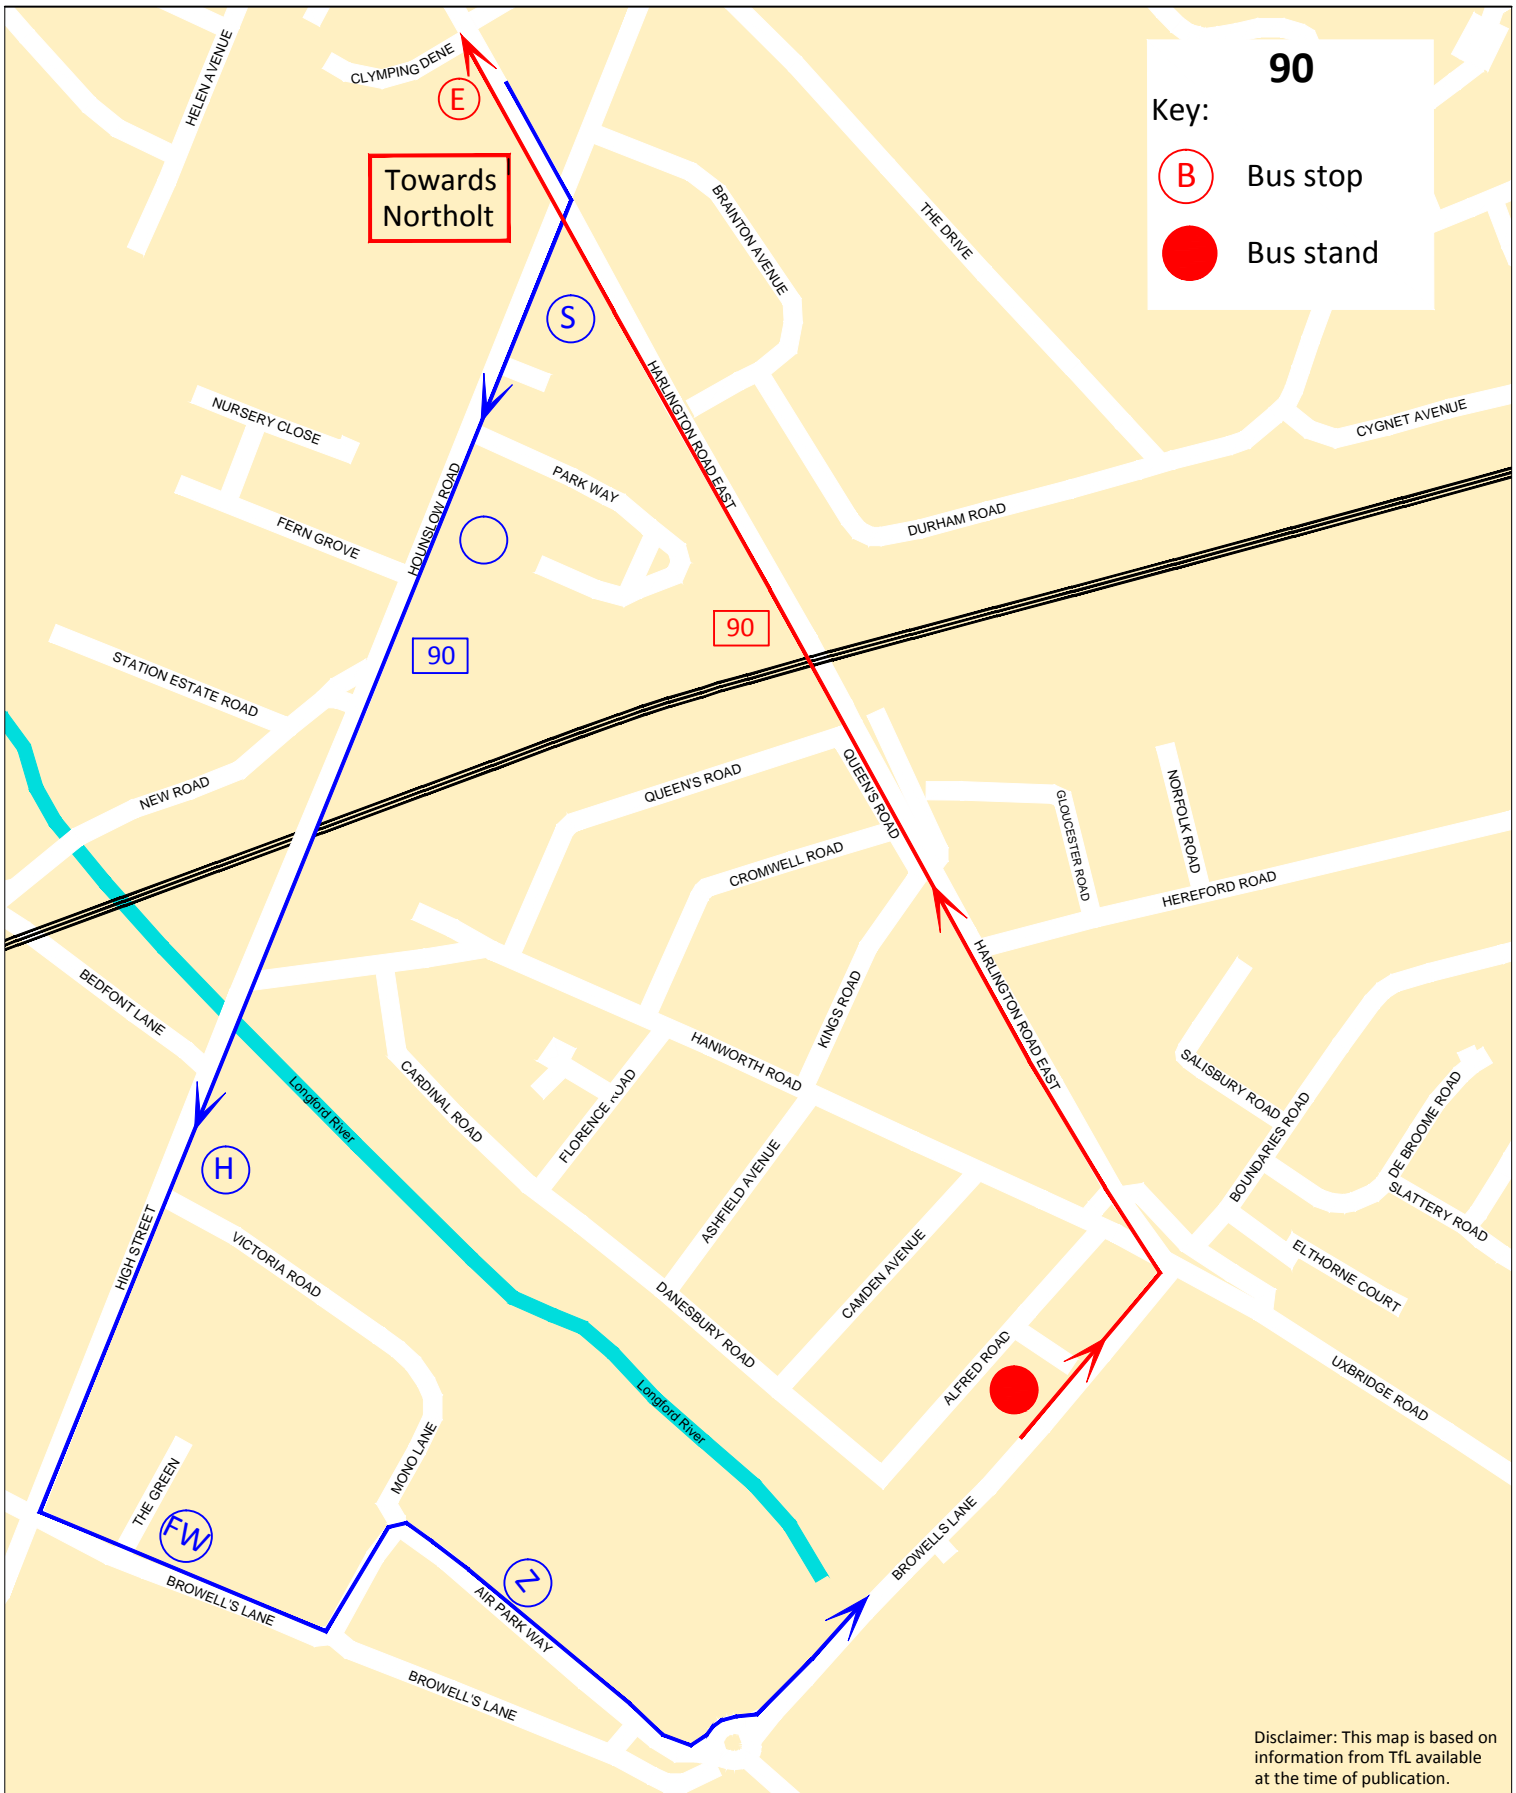 90
Key:
B
Bus stop
Bus stand
HELEN AVENUE
CLYMPING DENE
E
Towards
Northolt
BRAINTON AVENUE
THE DRIVE
S
HARLINGTON ROAD EAST
NURSERY CLOSE
CYGNET AVENUE
PARK WAY
HOUNSLOW ROAD
FERN GROVE
DURHAM ROAD
90
90
STATION ESTATE ROAD
NEW ROAD
QUEEN'S ROAD
QUEEN'S ROAD
GLOUCESTER ROAD
NORFOLK ROAD
CROMWELL ROAD
HEREFORD ROAD
BEDFONT LANE
KINGS ROAD
HARLINGTON ROAD EAST
HANWORTH ROAD
CARDINAL ROAD
Longford River
FLORENCE ROAD
SALISBURY ROAD
BOUNDARIES ROAD
DE BROOME ROAD
SLATTERY ROAD
H
ASHFIELD AVENUE
HIGH STREET
VICTORIA ROAD
CAMDEN AVENUE
ELTHORNE COURT
DANESBURY ROAD
ALFRED ROAD
UXBRIDGE ROAD
Longford River
MONO LANE
THE GREEN
FW
BROWELLS LANE
Z
BROWELL'S LANE
AIR PARK WAY
BROWELL'S LANE
Disclaimer: This map is based on
information from TfL available
at the time of publication.